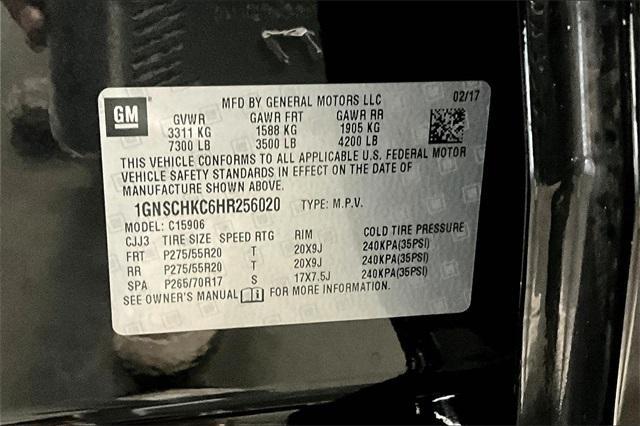 GM
MFD BY GENERAL MOTORS LLC 02/17
GVWR GAWR FRT GAWR RR
3311 KG 1588 KG 1905 KG
7300 LB 3500 LB 4200 LB
THIS VEHICLE CONFORMS TO ALL APPLICABLE U.S. FEDERAL MOTOR
VEHICLE SAFETY STANDARDS IN EFFECT ON THE DATE OF
MANUFACTURE SHOWN ABOVE.
1GNSCHKC6HR256020 TYPE: M.P.V.
MODEL: C15906
CJJ3 TIRE SIZE SPEED RTG RIM COLD TIRE PRESSURE
FRT P275/55R20 T 20X9J 240KPA(35PSI)
RR P275/55R20 T 20X9J 240KPA(35PSI)
SPA P265/70R17 S 17X7.5J 240KPA(35PSI)
SEE OWNER'S MANUAL FOR MORE INFORMATION.